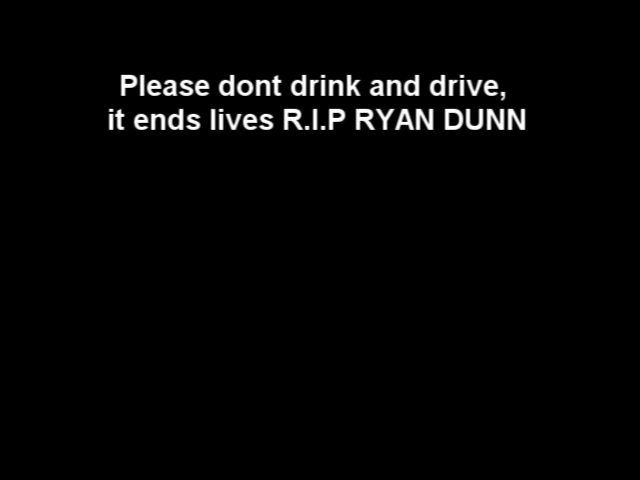 Please dont drink and drive,
it ends lives R.I.P RYAN DUNN